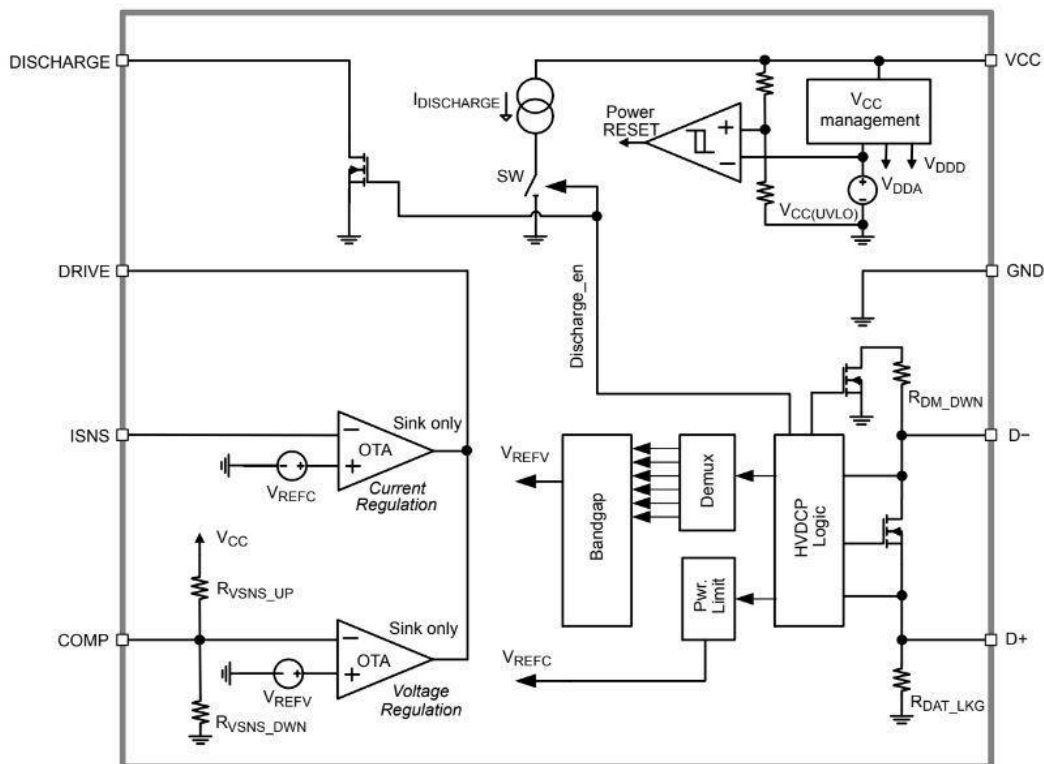 DISCHARGE
VCC
IDISCHARGE
Power
RESET
+
−
VCC
management
VDDD
VDDA
+
−
SW
VCC(UVLO)
DRIVE
GND
Discharge_en
RDM_DWN
ISNS
−
Sink only
OTA
+
− +
VREFC
Current
Regulation
D−
VREFV
Bandgap
Demux
HVDCP
Logic
VCC
RVSNS_UP
Pwr.
Limit
COMP
−
Sink only
OTA
+
− +
VREFV
Voltage
Regulation
RVSNS_DWN
VREFC
D+
RDAT_LKG